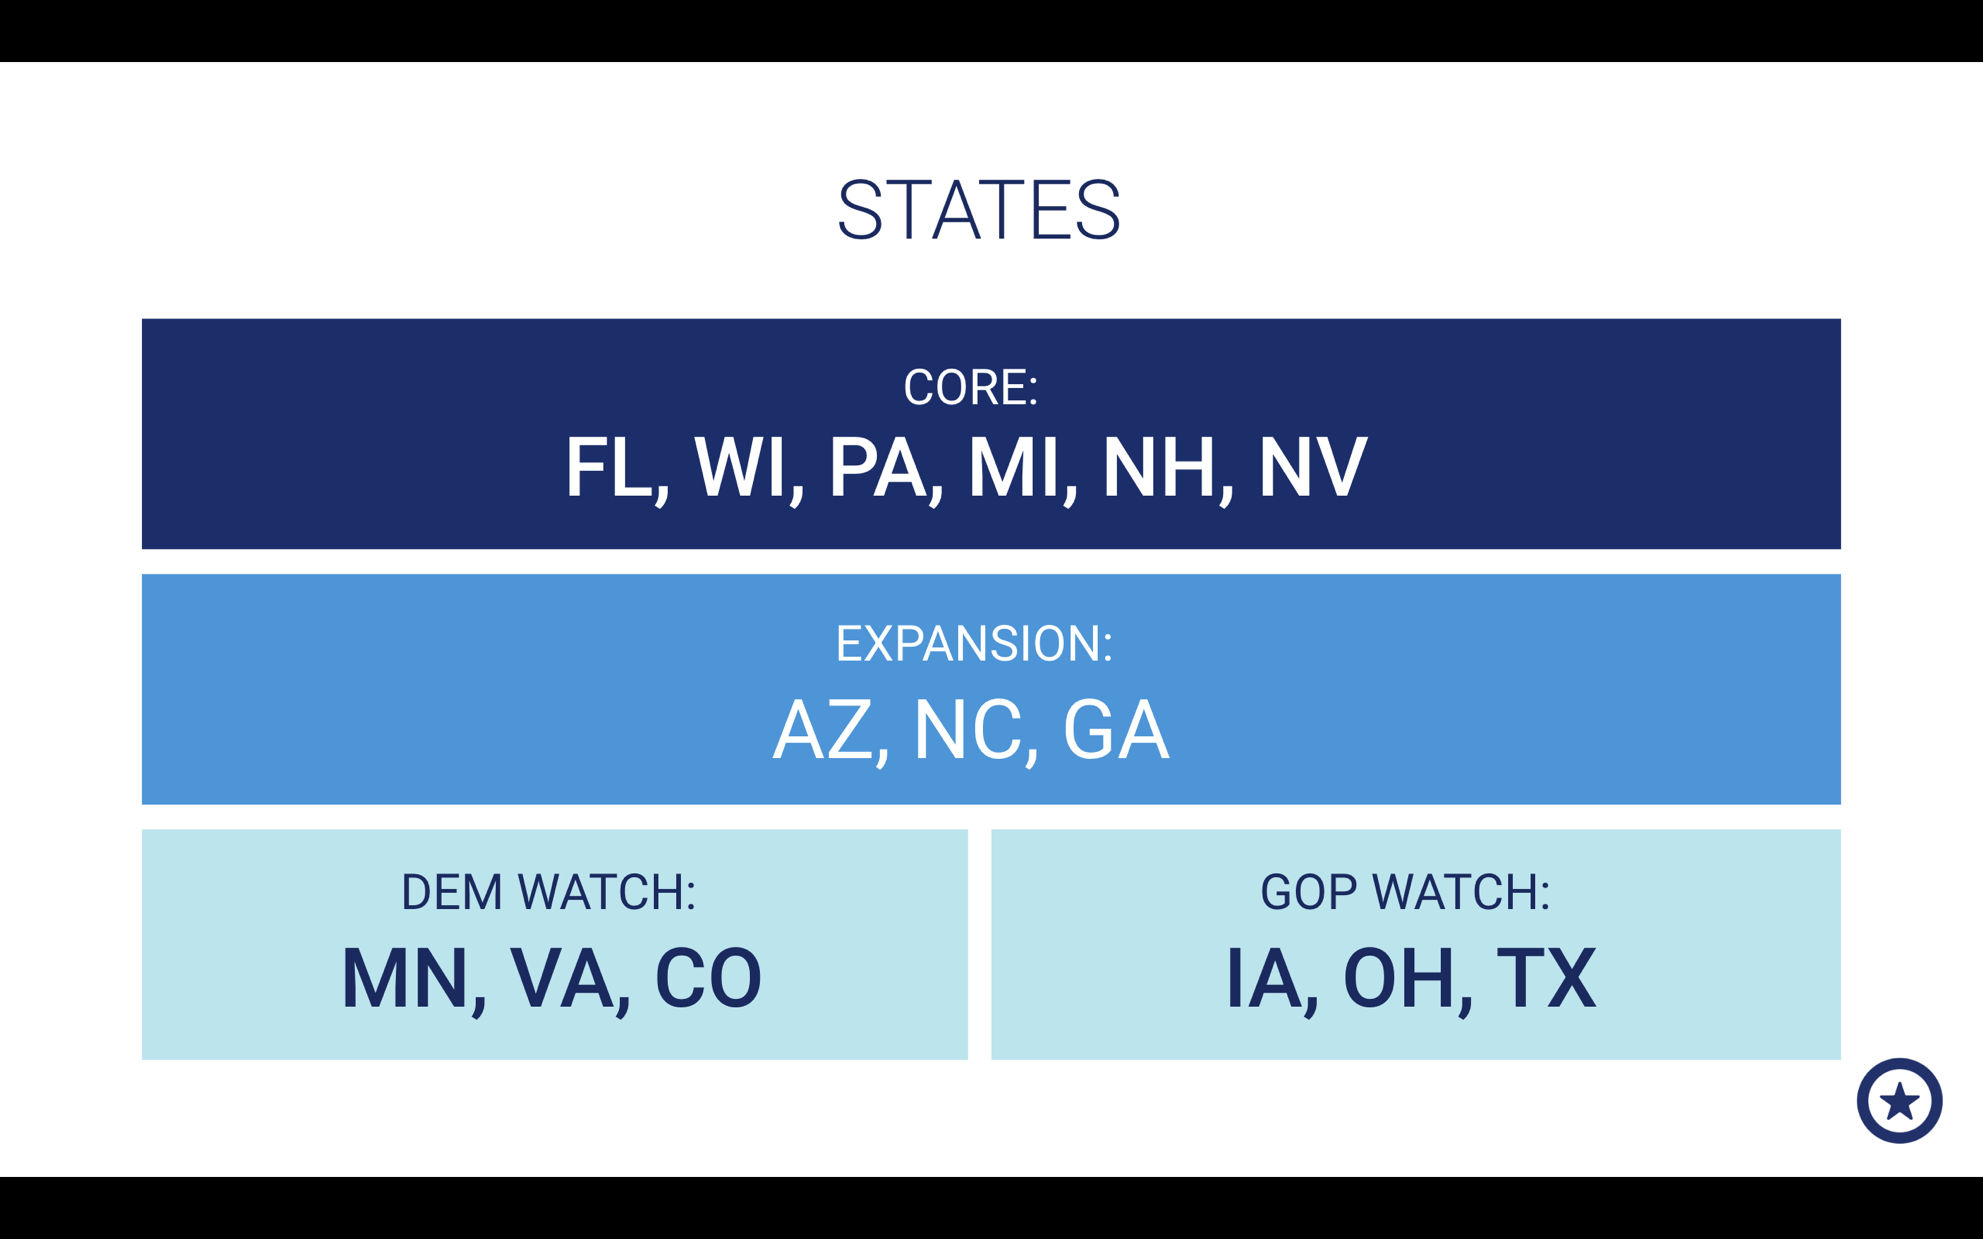 STATES
CORE:
FL, WI, PA, MI, NH, NV
EXPANSION:
AZ, NC, GA
DEM WATCH:
MN, VA, CO
GOP WATCH:
IA, OH, TX